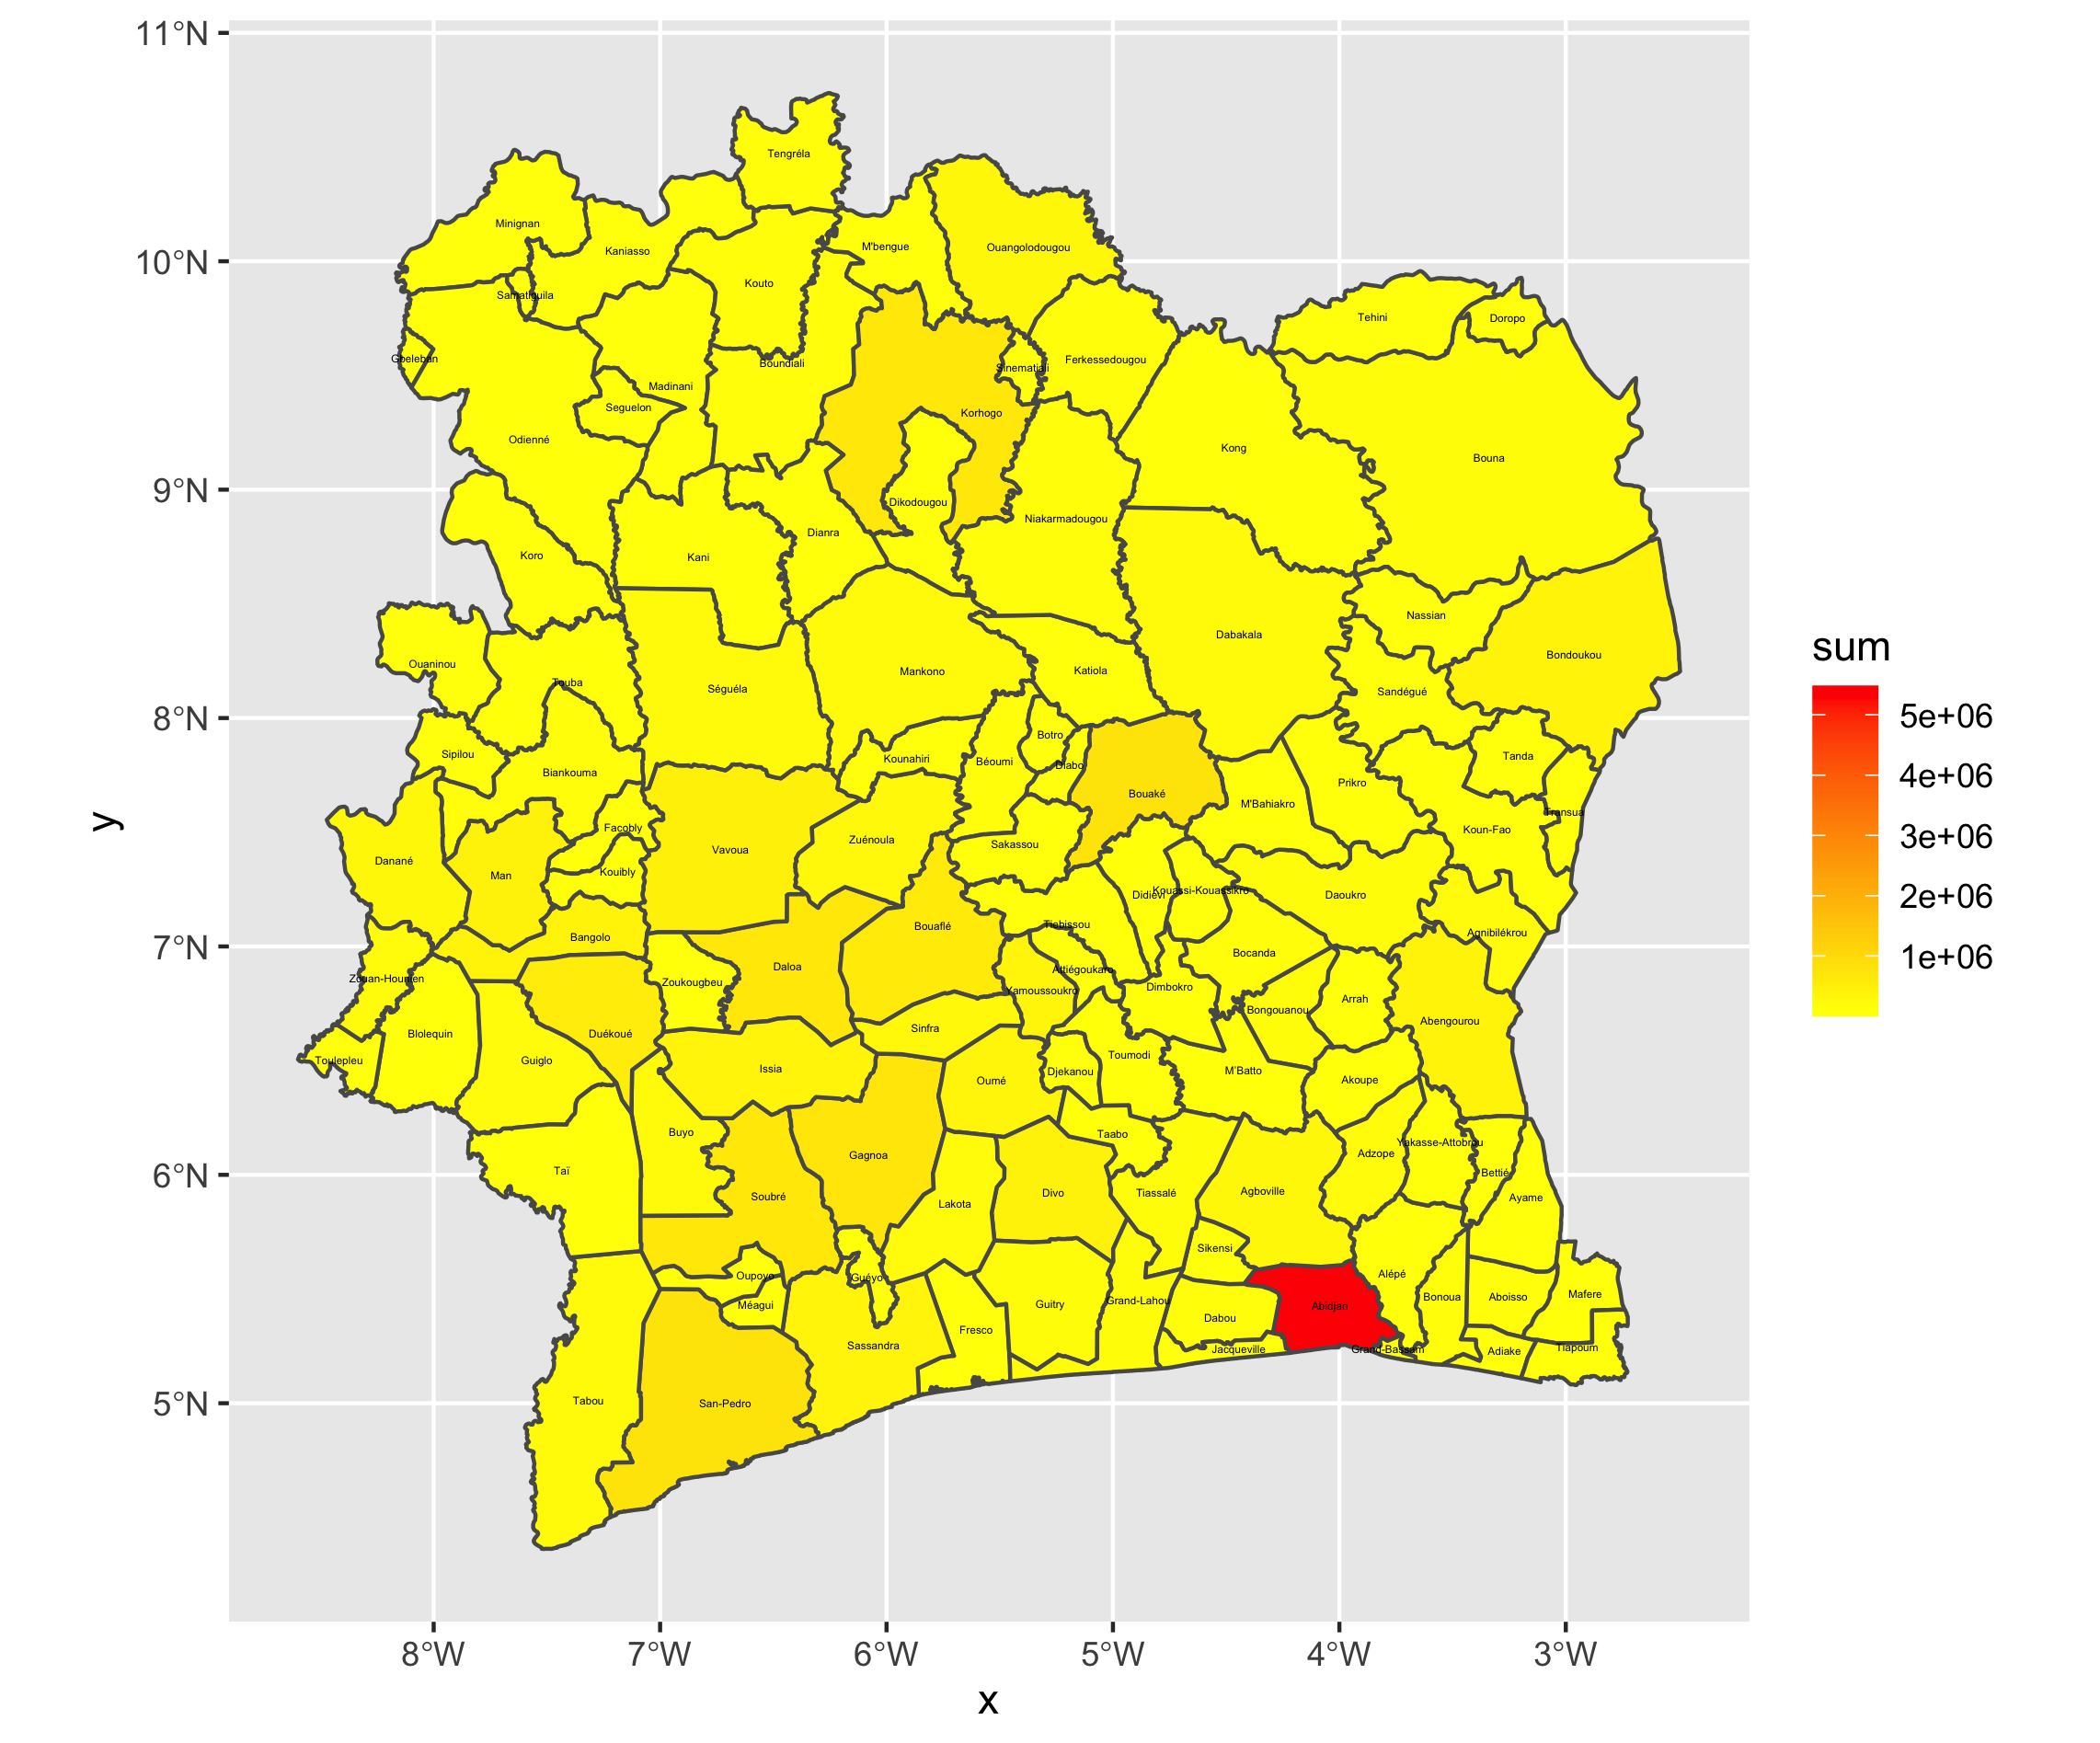 11°N
10°N
9°N
8°N
7°N
6°N
5°N
y
Tengréla
Minignan
Kaniasso
M'bengue
Ouangolodougou
Kouto
Samatiguila
Tehini
Doropo
Gbeleban
Boundiali
Sinematiali
Ferkessedougou
Madinani
Seguelon
Korhogo
Odienné
Kong
Bouna
Dikodougou
Niakarmadougou
Dianra
Koro
Kani
Nassian
Dabakala
Bondoukou
Ouaninou
Mankono
Katiola
Touba
Séguéla
Sandégué
Botro
Sipilou
Kounahiri
Béoumi
Diabo
Tanda
Biankouma
Bouaké
Prikro
M'Bahiakro
Transua
Facobly
Koun-Fao
Zuénoula
Sakassou
Vavoua
Danané
Man
Kouibly
Didiévi
Kouassi-Kouassikro
Daoukro
Bouaflé
Tiebissou
Agnibilékrou
Bangolo
Bocanda
Daloa
Attiégoukaro
Zouan-Hounien
Zoukougbeu
Yamoussoukro
Dimbokro
Arrah
Bongouanou
Abengourou
Sinfra
Blolequin
Duékoué
Toumodi
Toulepleu
Guiglo
Issia
Djekanou
M'Batto
Oumé
Akoupe
Buyo
Taabo
Yakasse-Attobrou
Gagnoa
Adzope
Taï
Bettié
Soubré
Divo
Tiassalé
Agboville
Ayame
Lakota
Sikensi
Oupoyo
Guéyo
Alépé
Méagui
Guitry
Grand-Lahou
Abidjan
Bonoua
Aboisso
Mafere
Dabou
Fresco
Sassandra
Jacqueville
Grand-Bassam
Adiake
Tiapoum
Tabou
San-Pedro
8°W
7°W
6°W
5°W
4°W
3°W
x
sum
5e+06
4e+06
3e+06
2e+06
1e+06